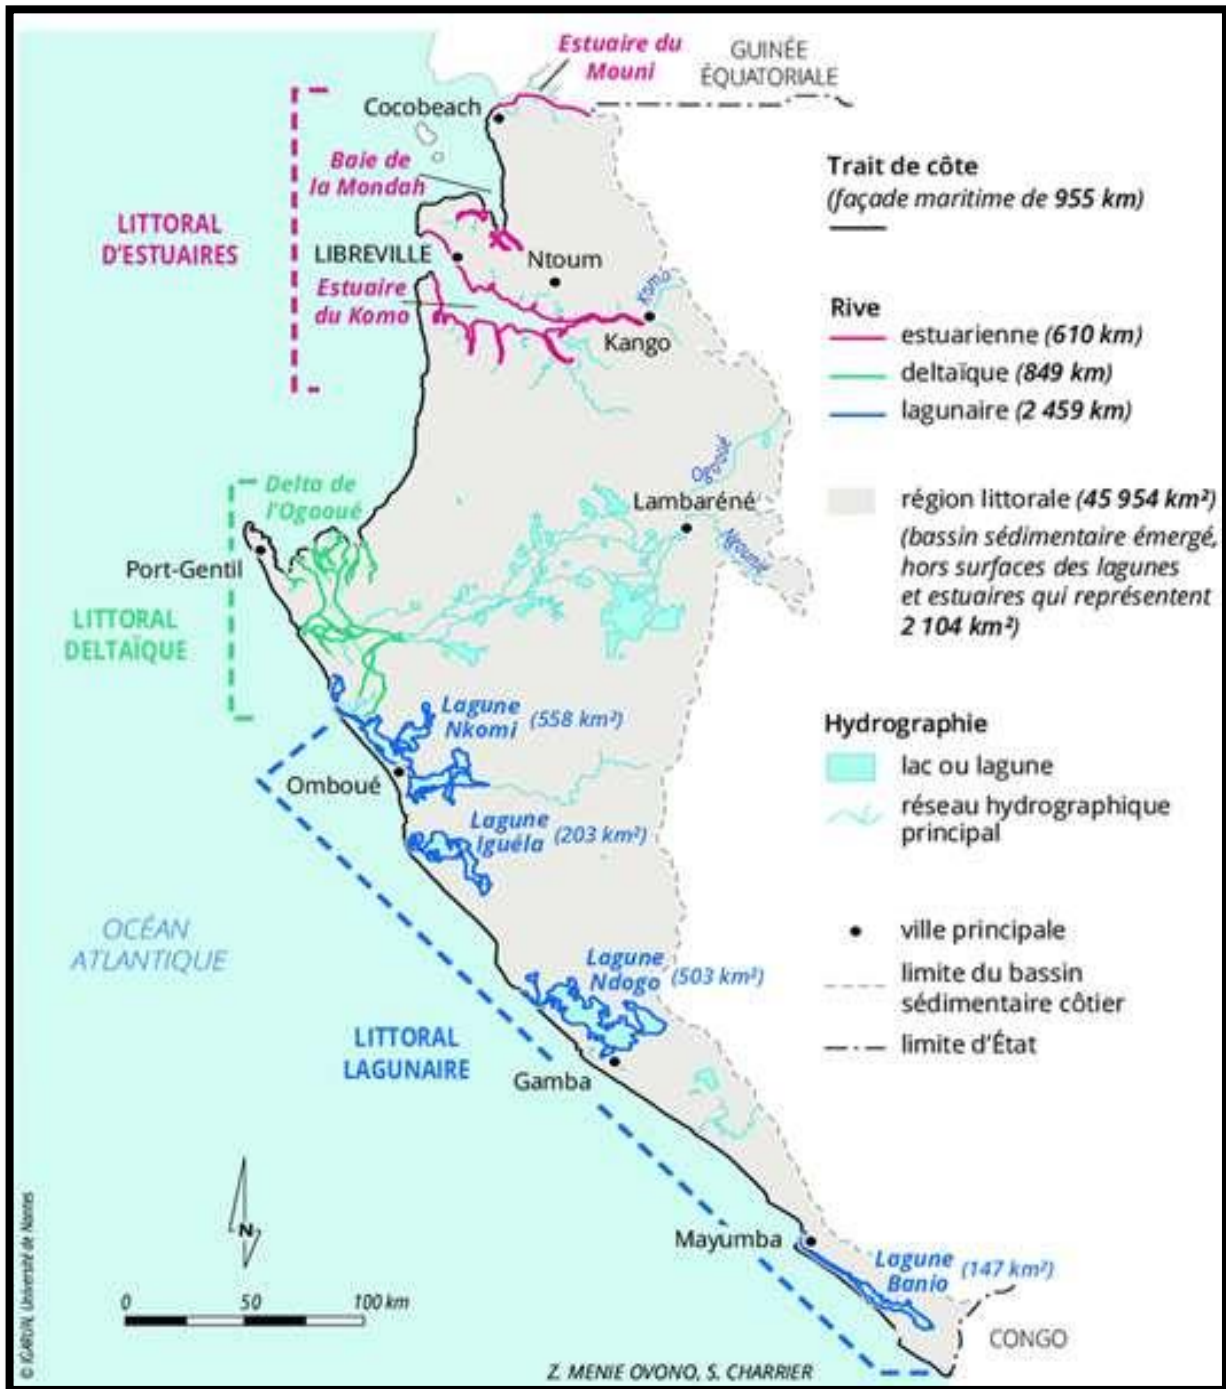 Estuaire du
Mouni
GUINÉE
ÉQUATORIALE
Cocobeach
Baie de
la Mondah
LITTORAL
D'ESTUAIRES
LIBREVILLE
Ntoum
Estuaire
du Komo
Komo
Kango
Trait de côte
(façade maritime de 955 km)
Rive
estuarienne (610 km)
deltaïque (849 km)
lagunaire (2 459 km)
région littorale (45 954 km²)
(bassin sédimentaire émergé,
hors surfaces des lagunes
et estuaires qui représentent
2 104 km²)
Delta de
l'Ogooué
Ogooué
Lambaréné
Ngounié
Port-Gentil
LITTORAL
DELTAÏQUE
Lagune
Nkomi (558 km²)
Omboué
Lagune
Iguéla (203 km²)
Hydrographie
lac ou lagune
réseau hydrographique
principal
OCÉAN
ATLANTIQUE
Lagune
Ndogo (503 km²)
ville principale
limite du bassin
sédimentaire côtier
limite d'État
LITTORAL
LAGUNAIRE
Gamba
Mayumba
Lagune
Banio (147 km²)
CONGO
N
0 50 100 km
© IGARUN, Université de Nantes
Z. MENIE OVONO, S. CHARRIER